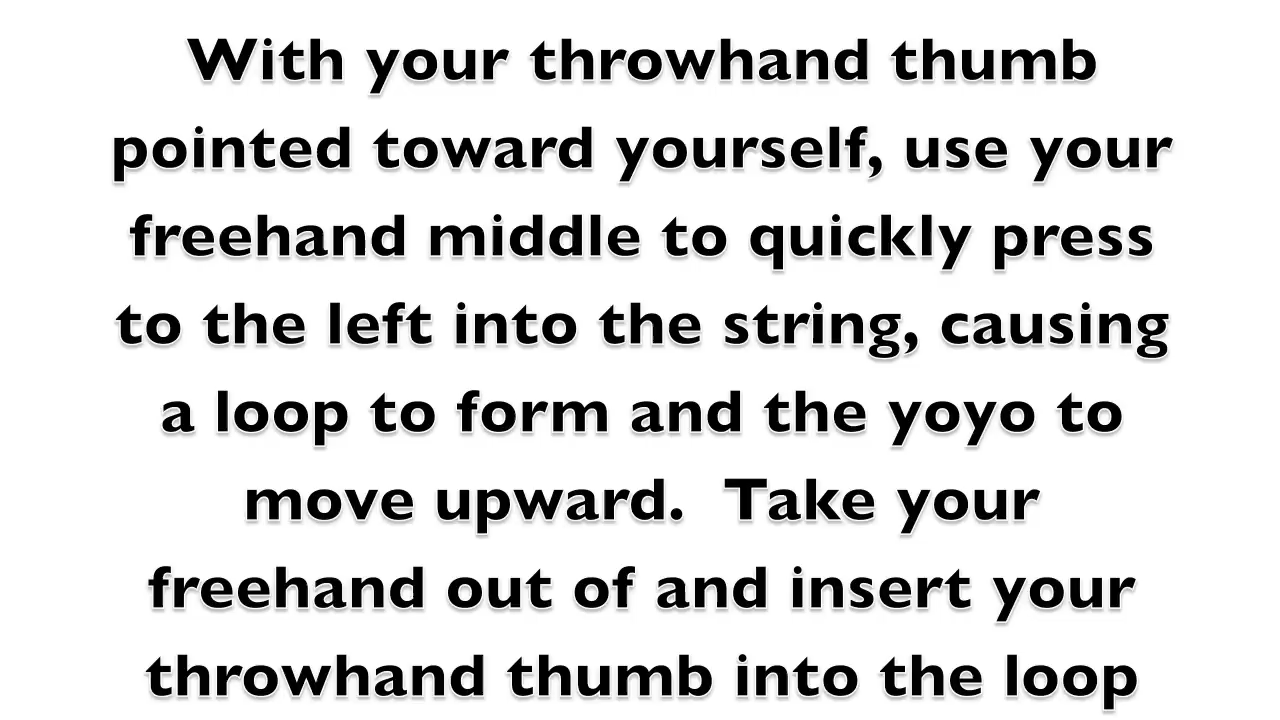 With your throwhand thumb
pointed toward yourself, use your
freehand middle to quickly press
to the left into the string, causing
a loop to form and the yoyo to
move upward.  Take your
freehand out of and insert your
throwhand thumb into the loop